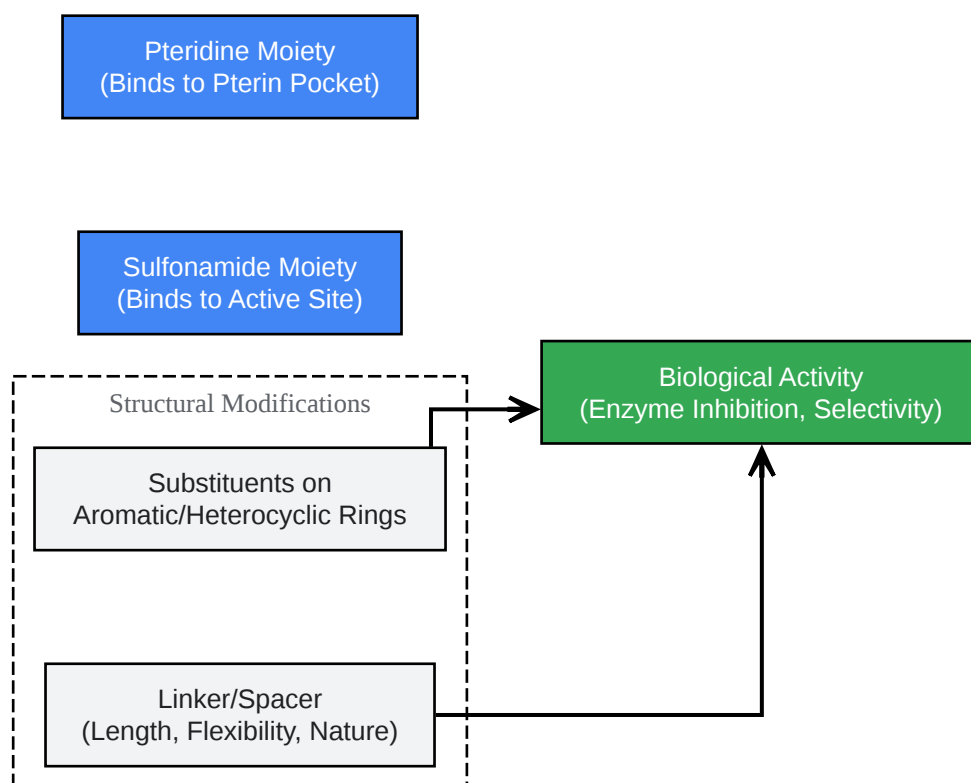 Pteridine Moiety
(Binds to Pterin Pocket)
Sulfonamide Moiety
(Binds to Active Site)
Structural Modifications
Substituents on
Aromatic/Heterocyclic Rings
Linker/Spacer
(Length, Flexibility, Nature)
Biological Activity
(Enzyme Inhibition, Selectivity)